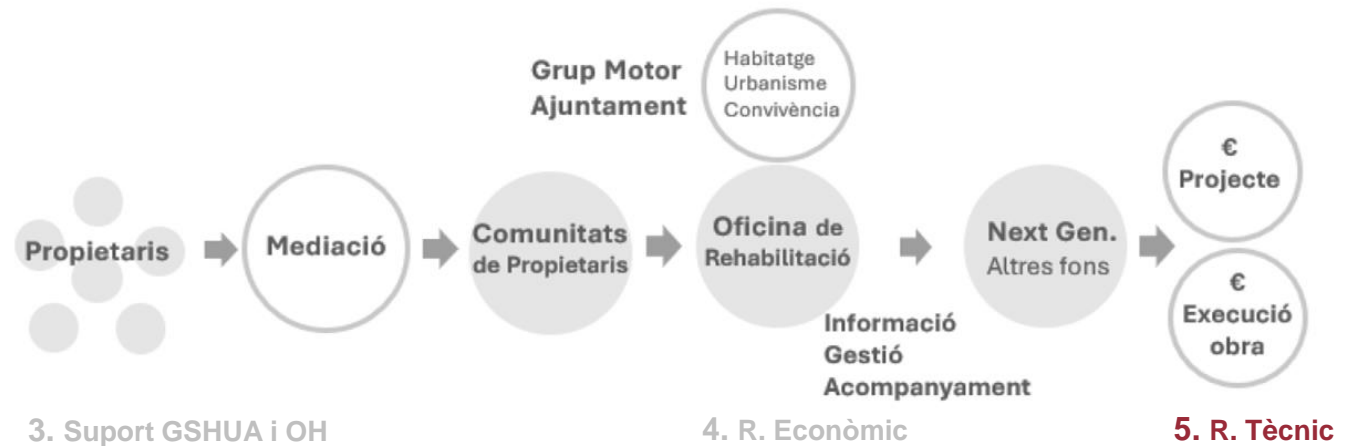 Grup Motor
Ajuntament
Habitatge
Urbanisme
Convivència
Propietaris
Mediació
Comunitats
de Propietaris
Oficina de
Rehabilitació
Informació
Gestió
Acompanyament
Next Gen.
Altres fons
€
Projecte
€
Execució
obra
3. Suport GSHUA i OH
4. R. Econòmic
5. R. Tècnic